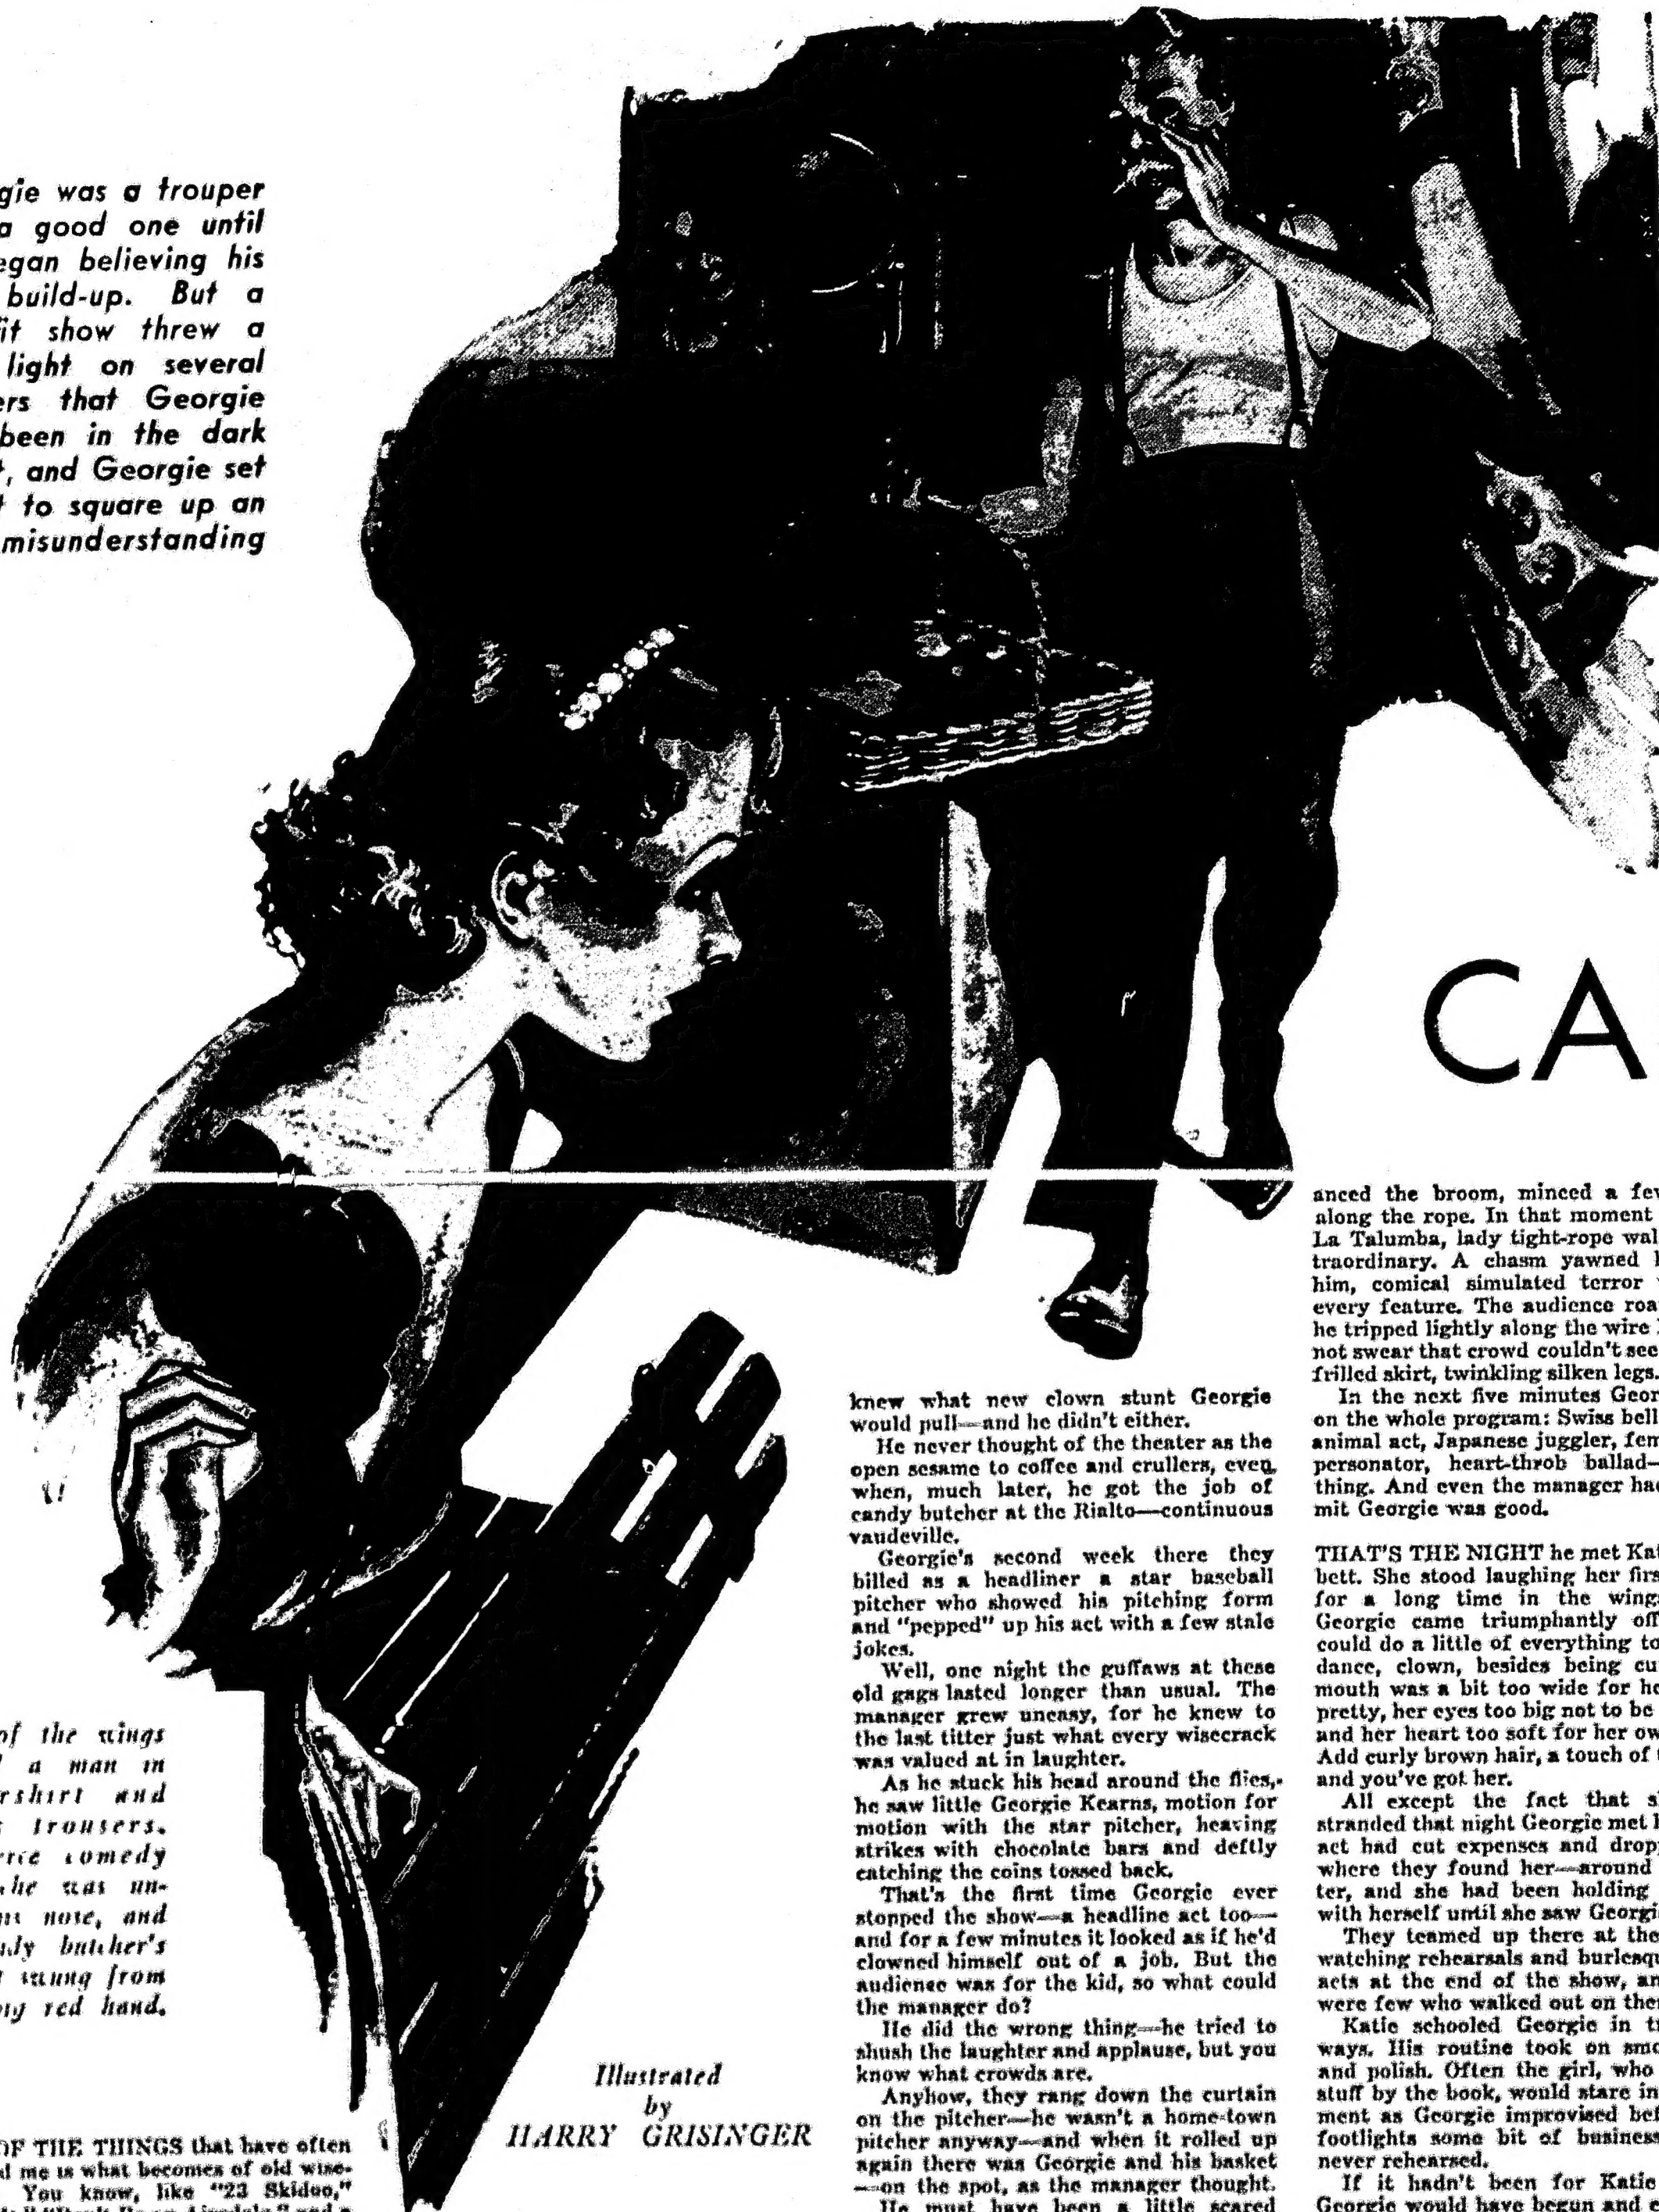 gie was a trouper
a good one until
egan believing his
build-up. But a
fit show threw a
light on several
ers that Georgie
been in the dark
t, and Georgie set
t to square up an
misunderstanding
CA
of the wings
a man in
rshirt and
s trousers.
comedy
he was un-
nose, and
butcher's
swung from
red hand.
OF THE THINGS that have often
d me is what becomes of old wise-
You know, like "23 Skidoo,"
Illustrated
by
HARRY GRISINGER
knew what new clown stunt Georgie
would pull—and he didn't either.
He never thought of the theater as the
open sesame to coffee and crullers, even,
when, much later, he got the job of
candy butcher at the Rialto—continuous
vaudeville.
Georgie's second week there they
billed as a headliner a star baseball
pitcher who showed his pitching form
and "pepped" up his act with a few stale
jokes.
Well, one night the guffaws at these
old gags lasted longer than usual. The
manager grew uneasy, for he knew to
the last titter just what every wisecrack
was valued at in laughter.
As he stuck his head around the flies,
he saw little Georgie Kearns, motion for
motion with the star pitcher, heaving
strikes with chocolate bars and deftly
catching the coins tossed back.
That's the first time Georgie ever
stopped the show—a headline act too—
and for a few minutes it looked as if he'd
clowned himself out of a job. But the
audience was for the kid, so what could
the manager do?
He did the wrong thing—he tried to
shush the laughter and applause, but you
know what crowds are.
Anyhow, they rang down the curtain
on the pitcher—he wasn't a home-town
pitcher anyway—and when it rolled up
again there was Georgie and his basket
—on the spot, as the manager thought.
He must have been a little scared
anced the broom, minced a few
along the rope. In that moment
La Talumba, lady tight-rope wal
traordinary. A chasm yawned
him, comical simulated terror
every feature. The audience roa
he tripped lightly along the wire
not swear that crowd couldn't see
frilled skirt, twinkling silken legs.
In the next five minutes Geor
on the whole program: Swiss bell
animal act, Japanese juggler, fem
personator, heart-throb ballad—
thing. And even the manager had
mit Georgie was good.
THAT'S THE NIGHT he met Kat
bett. She stood laughing her firs
for a long time in the wings
Georgie came triumphantly off
could do a little of everything to
dance, clown, besides being cu
mouth was a bit too wide for he
pretty, her eyes too big not to be
and her heart too soft for her ow
Add curly brown hair, a touch of
and you've got her.
All except the fact that s
stranded that night Georgie met h
act had cut expenses and drop
where they found her—around
ter, and she had been holding
with herself until she saw Georgi
They teamed up there at the
watching rehearsals and burlesqu
acts at the end of the show, an
were few who walked out on the
Katie schooled Georgie in t
ways. His routine took on smo
and polish. Often the girl, who
stuff by the book, would stare in
ment as Georgie improvised bef
footlights some bit of business
never rehearsed.
If it hadn't been for Katie
Georgie would have begun and e